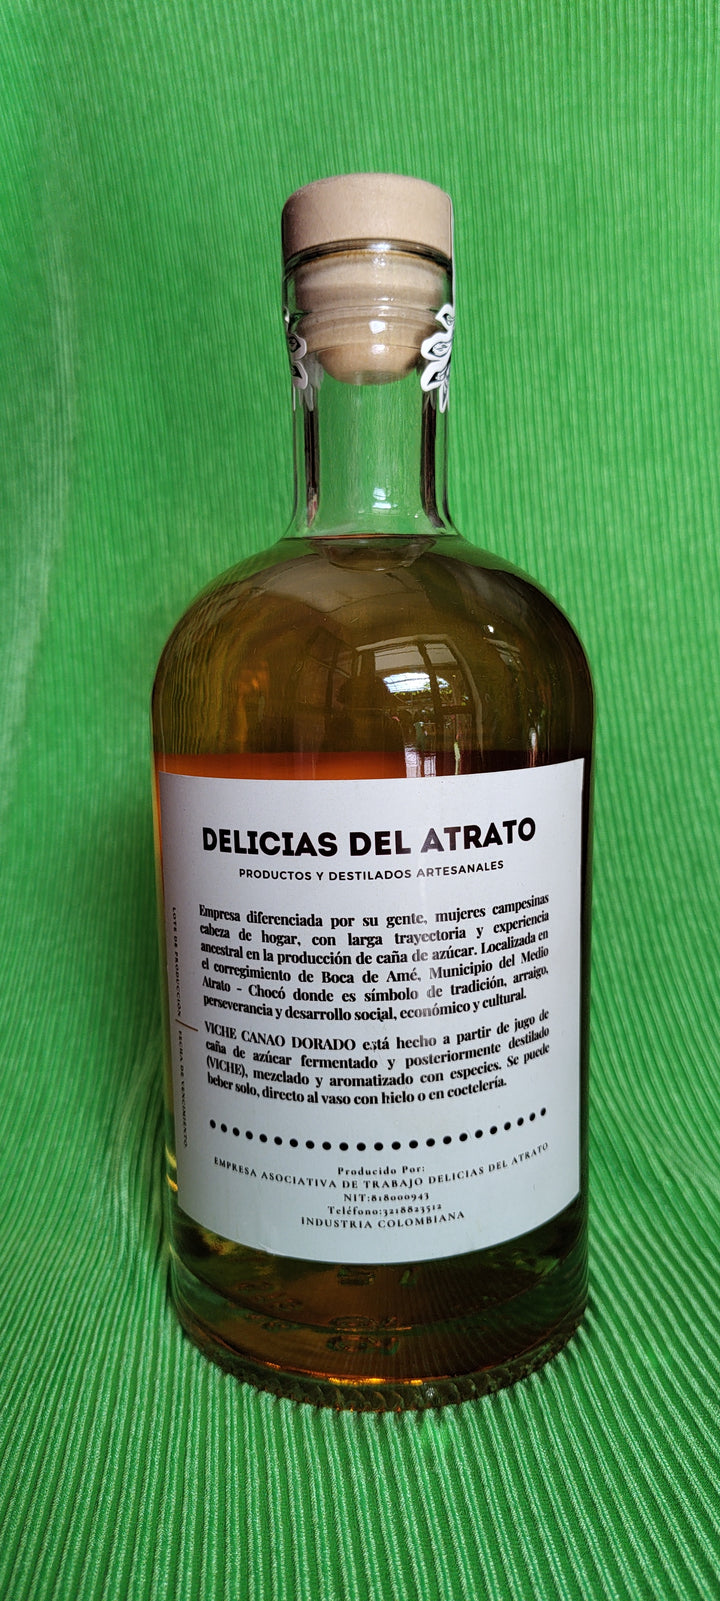 DELICIAS DEL ATRATO
PRODUCTOS Y DESTILADOS ARTESANALES
Empresa diferenciada por su gente, mujeres campesinas
cabeza de hogar, con larga trayectoria y experiencia
ancestral en la producción de caña de azúcar. Localizada en
el corregimiento de Boca de Amé, Municipio del Medio
Atrato - Chocó donde es símbolo de tradición, arraigo,
perseverancia y desarrollo social, económico y cultural.
VICHE CANAO DORADO está hecho a partir de jugo de
caña de azúcar fermentado y posteriormente destilado
(VICHE), mezclado y aromatizado con especies. Se puede
beber solo, directo al vaso con hielo o en coctelería.
Producido Por:
EMPRESA ASOCIATIVA DE TRABAJO DELICIAS DEL ATRATO
NIT:818000943
Teléfono:3218823512
INDUSTRIA COLOMBIANA
LOTE DE PRODUCCIÓN / FECHA DE VENCIMIENTO